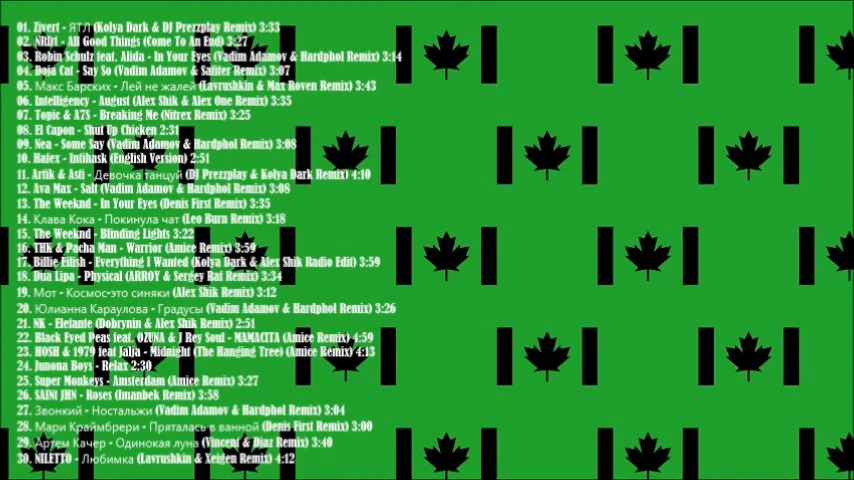 01. Zivert - ЯТЛ (Kolya Dark & DJ Prezzplay Remix) 3:33
02. NRD1 - All Good Things (Come To An End) 3:27
03. Robin Schulz feat. Alida - In Your Eyes (Vadim Adamov & Hardphol Remix) 3:14
04. Doja Cat - Say So (Vadim Adamov & Safiter Remix) 3:07
05. Макс Барских - Лей не жалей (Lavrushkin & Max Roven Remix) 3:43
06. Intelligency - August (Alex Shik & Alex One Remix) 3:35
07. Topic & A7S - Breaking Me (Nitrex Remix) 3:25
08. El Capon - Shut Up Chicken 2:31
09. Nea - Some Say (Vadim Adamov & Hardphol Remix) 3:08
10. Hafex - Intihask (English Version) 2:51
11. Artik & Asti - Девочка танцуй (DJ Prezzplay & Kolya Dark Remix) 4:10
12. Ava Max - Salt (Vadim Adamov & Hardphol Remix) 3:08
13. The Weeknd - In Your Eyes (Denis First Remix) 3:35
14. Клава Кока - Покинула чат (Leo Burn Remix) 3:18
15. The Weeknd - Blinding Lights 3:22
16. THK & Pacha Man - Warrior (Amice Remix) 3:59
17. Billie Eilish - Everything I Wanted (Kolya Dark & Alex Shik Radio Edit) 3:59
18. Dua Lipa - Physical (ARROY & Sergey Raf Remix) 3:34
19. Мот - Космос-это синяки (Alex Shik Remix) 3:12
20. Юлианна Караулова - Градусы (Vadim Adamov & Hardphol Remix) 3:26
21. NK - Elefante (Dobrynin & Alex Shik Remix) 2:51
22. Black Eyed Peas feat. OZUNA & J Rey Soul - MAMACITA (Amice Remix) 4:59
23. HOSH & 1979 feat Jalja - Midnight (The Hanging Tree) (Amice Remix) 4:13
24. Junona Boys - Relax 2:30
25. Super Monkeys - Amsterdam (Amice Remix) 3:27
26. SAINt JHN - Roses (Imanbek Remix) 3:58
27. Звонкий - Ностальжи (Vadim Adamov & Hardphol Remix) 3:04
28. Мари Краймбрери - Пряталась в ванной (Denis First Remix) 3:00
29. Артем Качер - Одинокая луна (Vincent & Diaz Remix) 3:40
30. NILETTO - Любимка (Lavrushkin & Xeigen Remix) 4:12